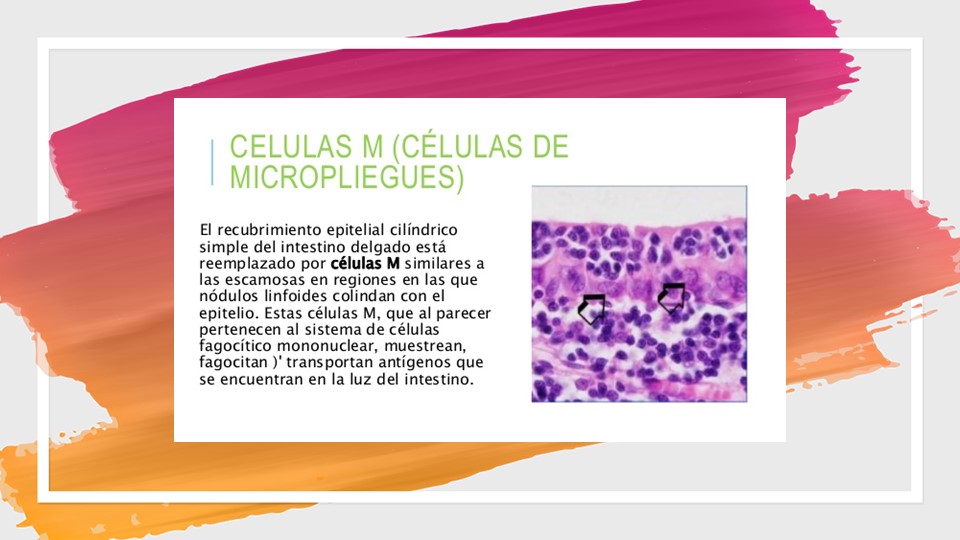 CELULAS M (CÉLULAS DE
MICROPLIEGUES)
El recubrimiento epitelial cilíndrico
simple del intestino delgado está
reemplazado por células M similares a
las escamosas en regiones en las que
nódulos linfoides colindan con el
epitelio. Estas células M, que al parecer
pertenecen al sistema de células
fagocítico mononuclear, muestrean,
fagocitan )' transportan antígenos que
se encuentran en la luz del intestino.